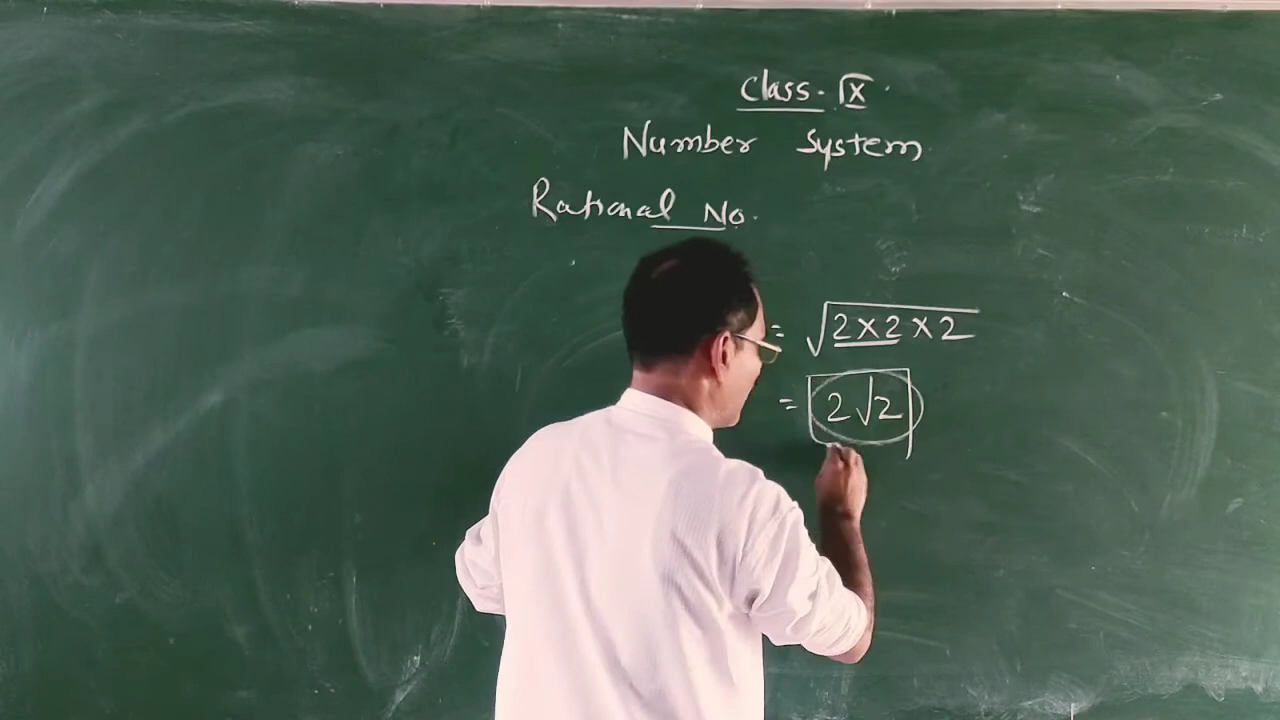 Class. IX
Number System
Rational No.
= √2×2×2
= 2√2